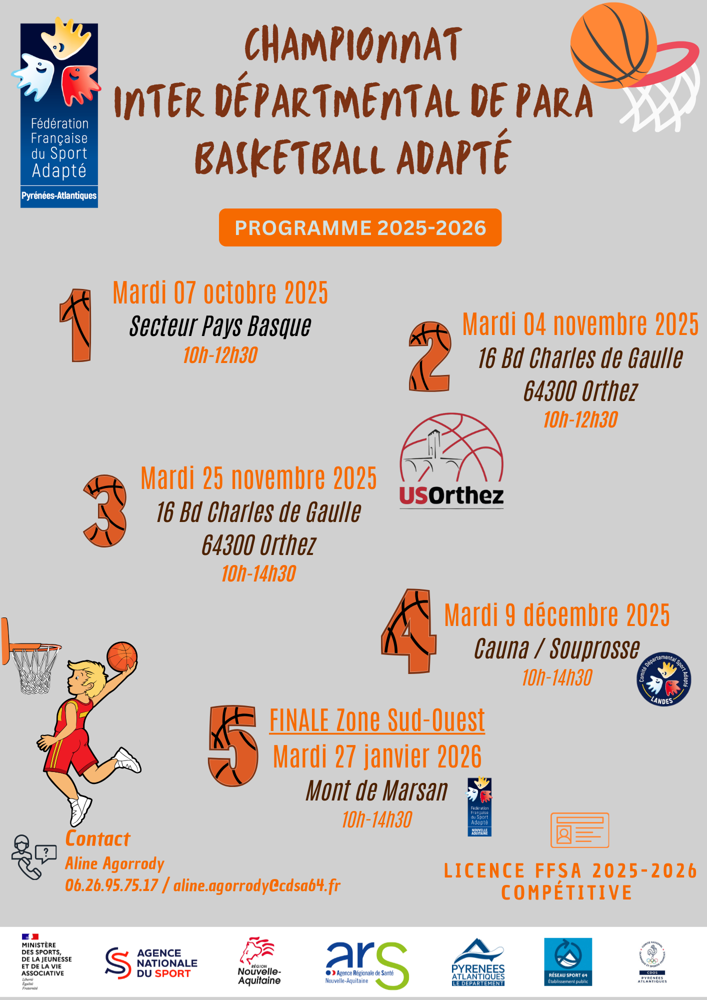 Fédération
Française
du Sport
Adapté
Pyrénées-Atlantiques
CHAMPIONNAT
INTER DÉPARTMENTAL DE PARA
BASKETBALL ADAPTÉ
PROGRAMME 2025-2026
1
Mardi 07 octobre 2025
Secteur Pays Basque
10h-12h30
2
Mardi 04 novembre 2025
16 Bd Charles de Gaulle
64300 Orthez
10h-12h30
USOrthez
3
Mardi 25 novembre 2025
16 Bd Charles de Gaulle
64300 Orthez
10h-14h30
4
Mardi 9 décembre 2025
Cauna / Souprosse
10h-14h30
Comité Départemental Sport Adapté
LANDES
5
FINALE Zone Sud-Ouest
Mardi 27 janvier 2026
Mont de Marsan
10h-14h30
Fédération
Française
du Sport
Adapté
NOUVELLE
AQUITAINE
?
Contact
Aline Agorrody
06.26.95.75.17 / aline.agorrody@cdsa64.fr
LICENCE FFSA 2025-2026
COMPÉTITIVE
MINISTÈRE
DES SPORTS,
DE LA JEUNESSE
ET DE LA VIE
ASSOCIATIVE
Liberté
Égalité
Fraternité
AGENCE
NATIONALE
DU SPORT
RÉGION
Nouvelle-
Aquitaine
ars
Agence Régionale de Santé
Nouvelle-Aquitaine
PYRENEES
ATLANTIQUES
LE DEPARTEMENT
RÉSEAU SPORT 64
Établissement public
COMITÉ NATIONAL
OLYMPIQUE ET SPORTIF FRANÇAIS
CDOS
PYRÉNÉES
ATLANTIQUES